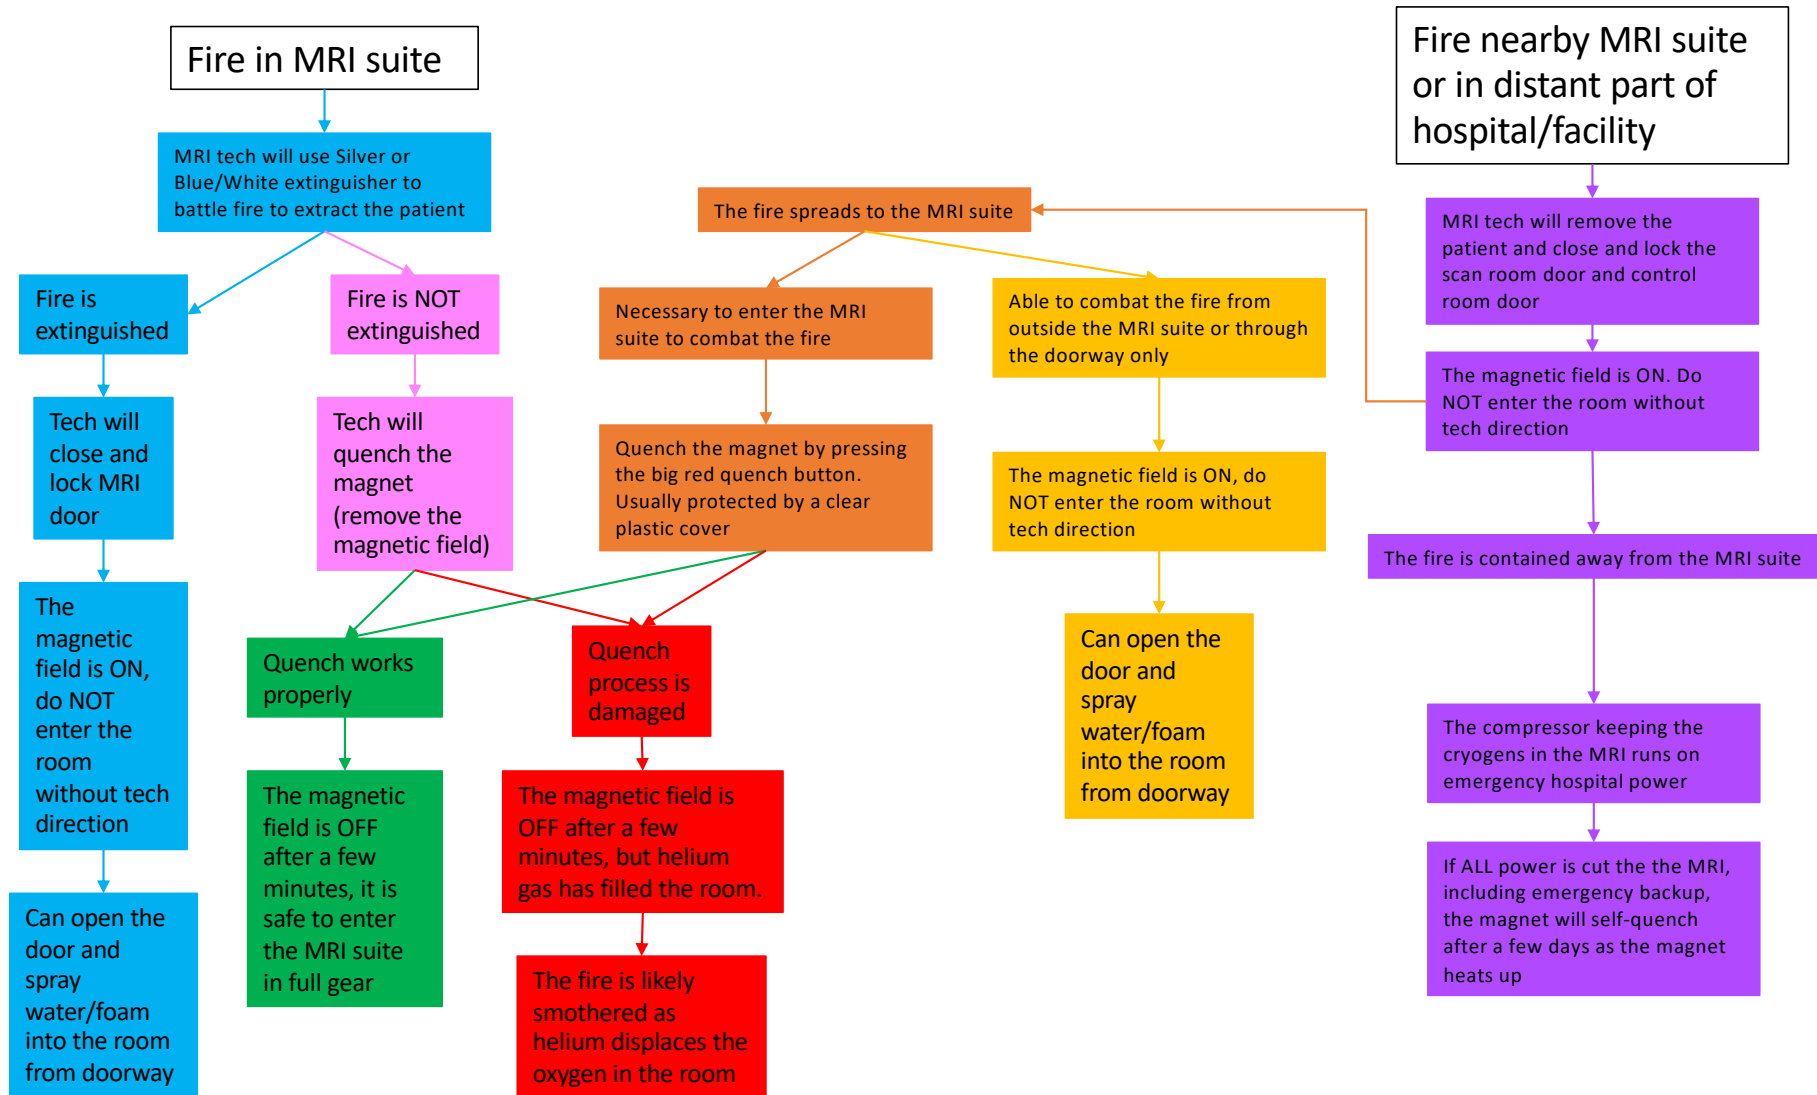 Fire in MRI suite
MRI tech will use Silver or
Blue/White extinguisher to
battle fire to extract the patient
Fire is
extinguished
Tech will
close and
lock MRI
door
The
magnetic
field is ON,
do NOT
enter the
room
without tech
direction
Can open the
door and
spray
water/foam
into the room
from doorway
Fire is NOT
extinguished
Tech will
quench the
magnet
(remove the
magnetic field)
Quench works
properly
The magnetic
field is OFF
after a few
minutes, it is
safe to enter
the MRI suite
in full gear
Quench
process is
damaged
The magnetic field is
OFF after a few
minutes, but helium
gas has filled the room.
The fire is likely
smothered as
helium displaces the
oxygen in the room
The fire spreads to the MRI suite
Necessary to enter the MRI
suite to combat the fire
Quench the magnet by pressing
the big red quench button.
Usually protected by a clear
plastic cover
Able to combat the fire from
outside the MRI suite or through
the doorway only
The magnetic field is ON, do
NOT enter the room without
tech direction
Can open the
door and
spray
water/foam
into the room
from doorway
Fire nearby MRI suite
or in distant part of
hospital/facility
MRI tech will remove the
patient and close and lock the
scan room door and control
room door
The magnetic field is ON. Do
NOT enter the room without
tech direction
The fire is contained away from the MRI suite
The compressor keeping the
cryogens in the MRI runs on
emergency hospital power
If ALL power is cut the the MRI,
including emergency backup,
the magnet will self-quench
after a few days as the magnet
heats up